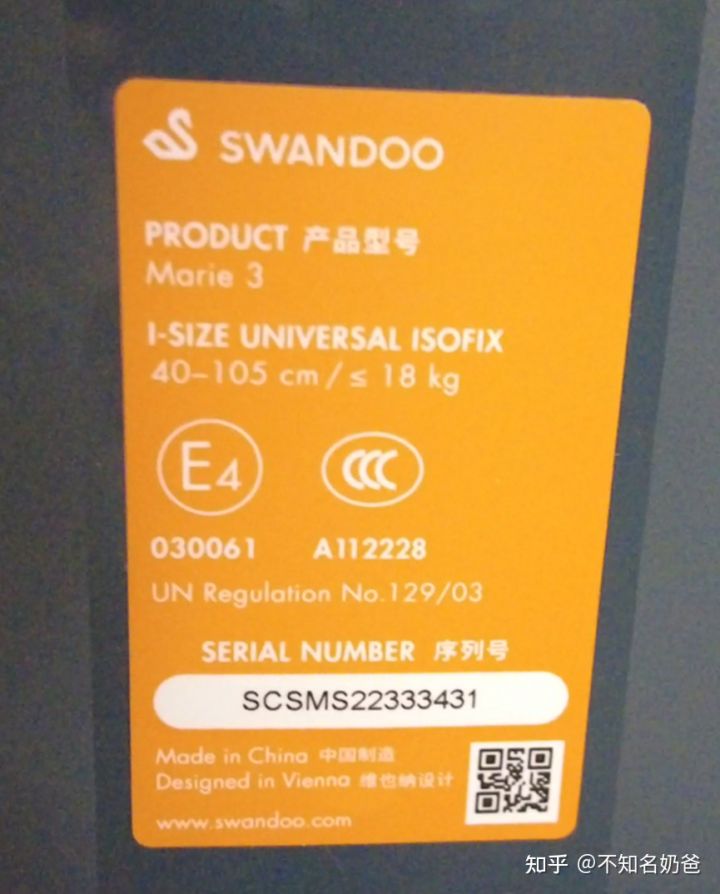 SWANDOO
PRODUCT 产品型号
Marie 3
I-SIZE UNIVERSAL ISOFIX
40–105 cm / ≤ 18 kg
E4 CCC
030061 A112228
UN Regulation No.129/03
SERIAL NUMBER 序列号
SCSMS22333431
Made in China 中国制造
Designed in Vienna 维也纳设计
www.swandoo.com
知乎 @不知名奶爸